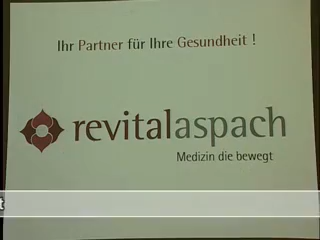 Ihr Partner für Ihre Gesundheit !
revitalaspach
Medizin die bewegt